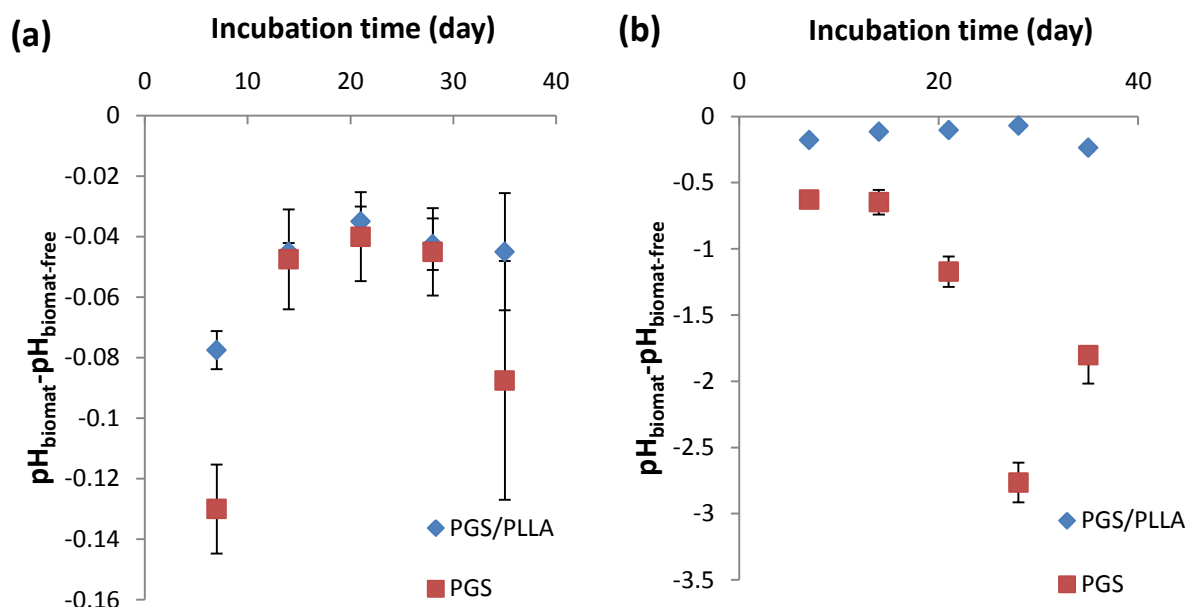 (a)
Incubation time (day)
0 10 20 30 40
0
-0.02
-0.04
-0.06
-0.08
-0.1
-0.12
-0.14
-0.16
pHbiomat-pHbiomat-free
PGS/PLLA
PGS
(b)
Incubation time (day)
0 20 40
0
-0.5
-1
-1.5
-2
-2.5
-3
-3.5
pHbiomat-pHbiomat-free
PGS/PLLA
PGS